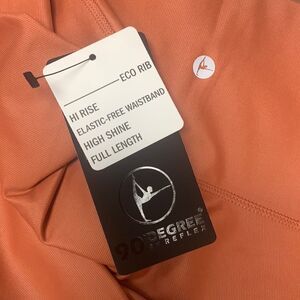 ECO RIB
HI RISE
ELASTIC-FREE WAISTBAND
HIGH SHINE
FULL LENGTH
90 DEGREE
REFLEX